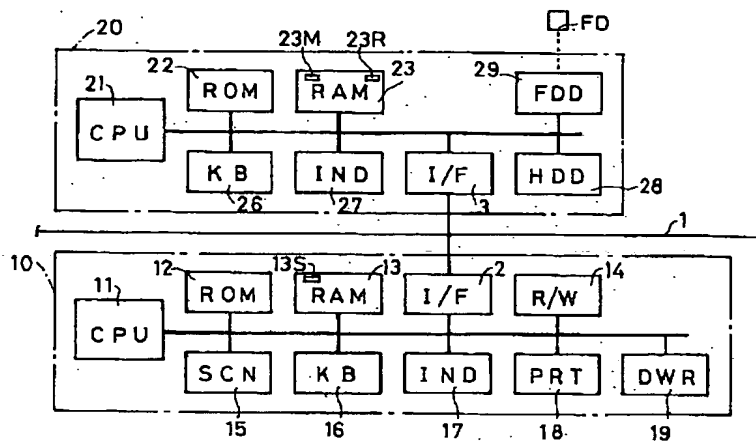 20 23M 23R FD
22 29
21 ROM RAM 23 FDD
CPU
KB IND I/F HDD
26 27 3 28
1
10 12 13S 13 2 14
11 ROM RAM I/F R/W
CPU
SCN KB IND PRT DWR
15 16 17 18 19